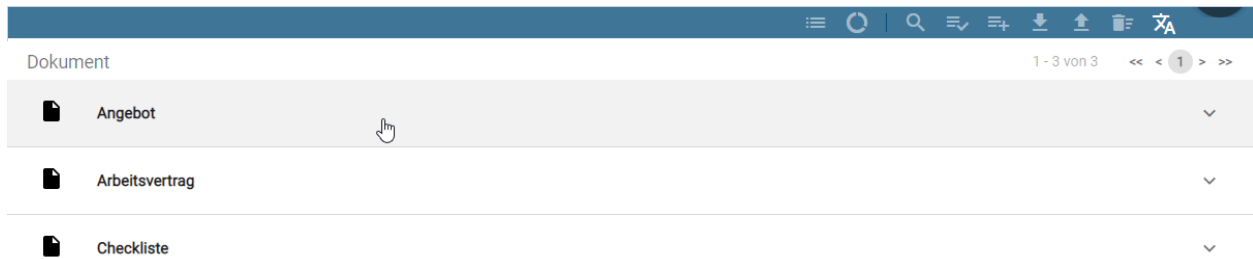 Dokument 1 - 3 von 3 << < 1 > >>
Angebot
Arbeitsvertrag
Checkliste